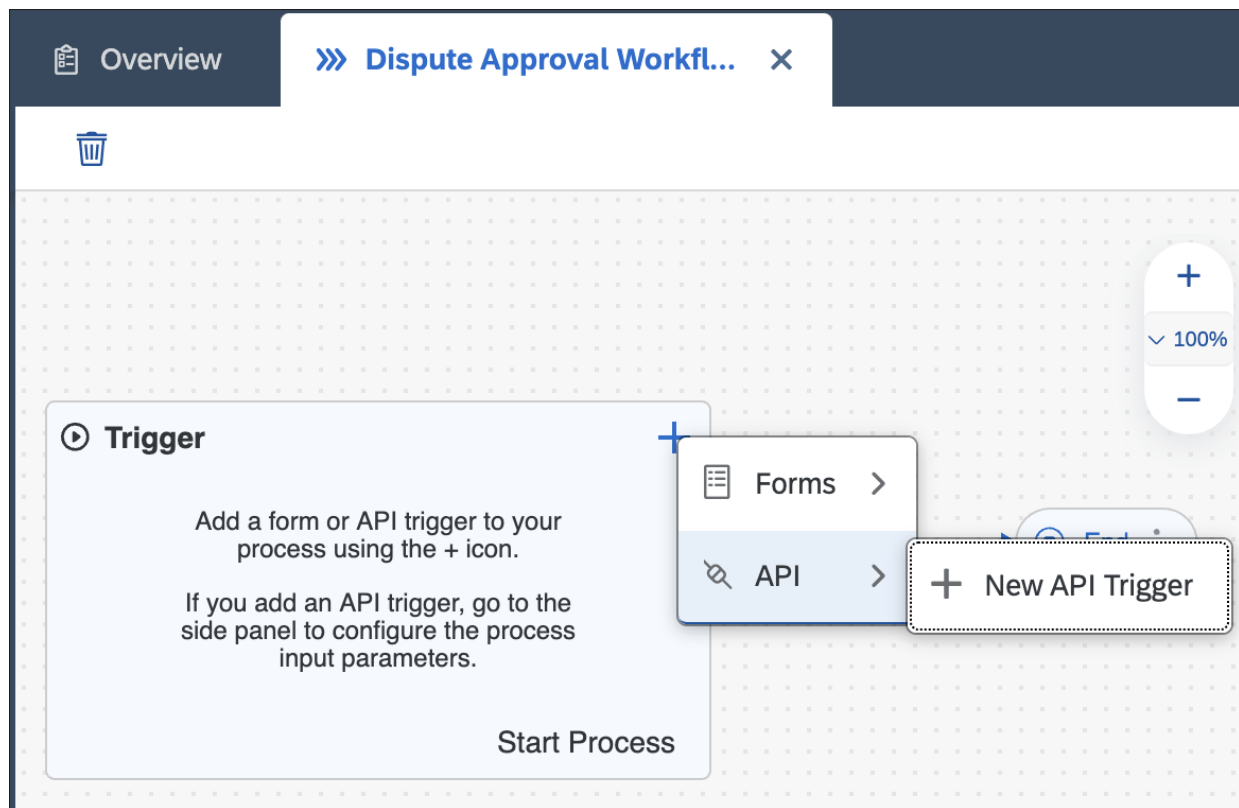 Overview
Dispute Approval Workfl...
100%
Trigger
Forms
Add a form or API trigger to your
process using the + icon.
End
API
New API Trigger
If you add an API trigger, go to the
side panel to configure the process
input parameters.
Start Process